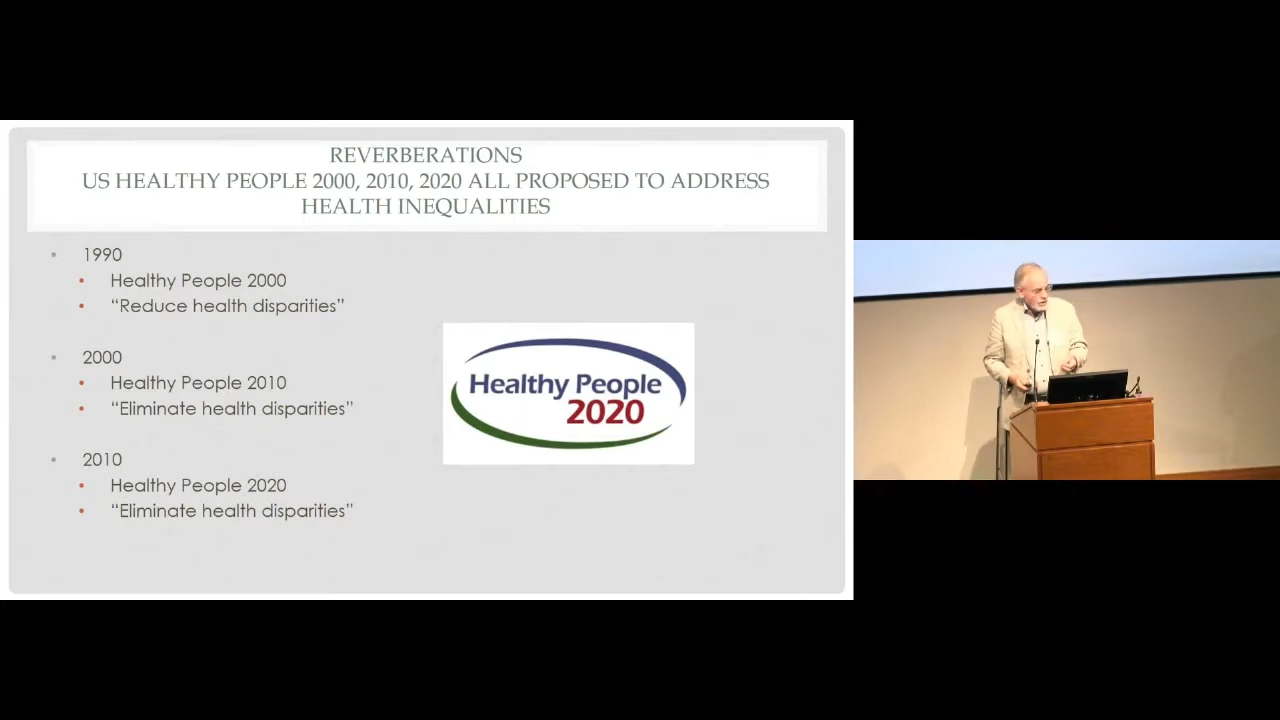 REVERBERATIONS
US HEALTHY PEOPLE 2000, 2010, 2020 ALL PROPOSED TO ADDRESS
HEALTH INEQUALITIES
• 1990
• Healthy People 2000
• “Reduce health disparities”
• 2000
• Healthy People 2010
• “Eliminate health disparities”
• 2010
• Healthy People 2020
• “Eliminate health disparities”
Healthy People
2020